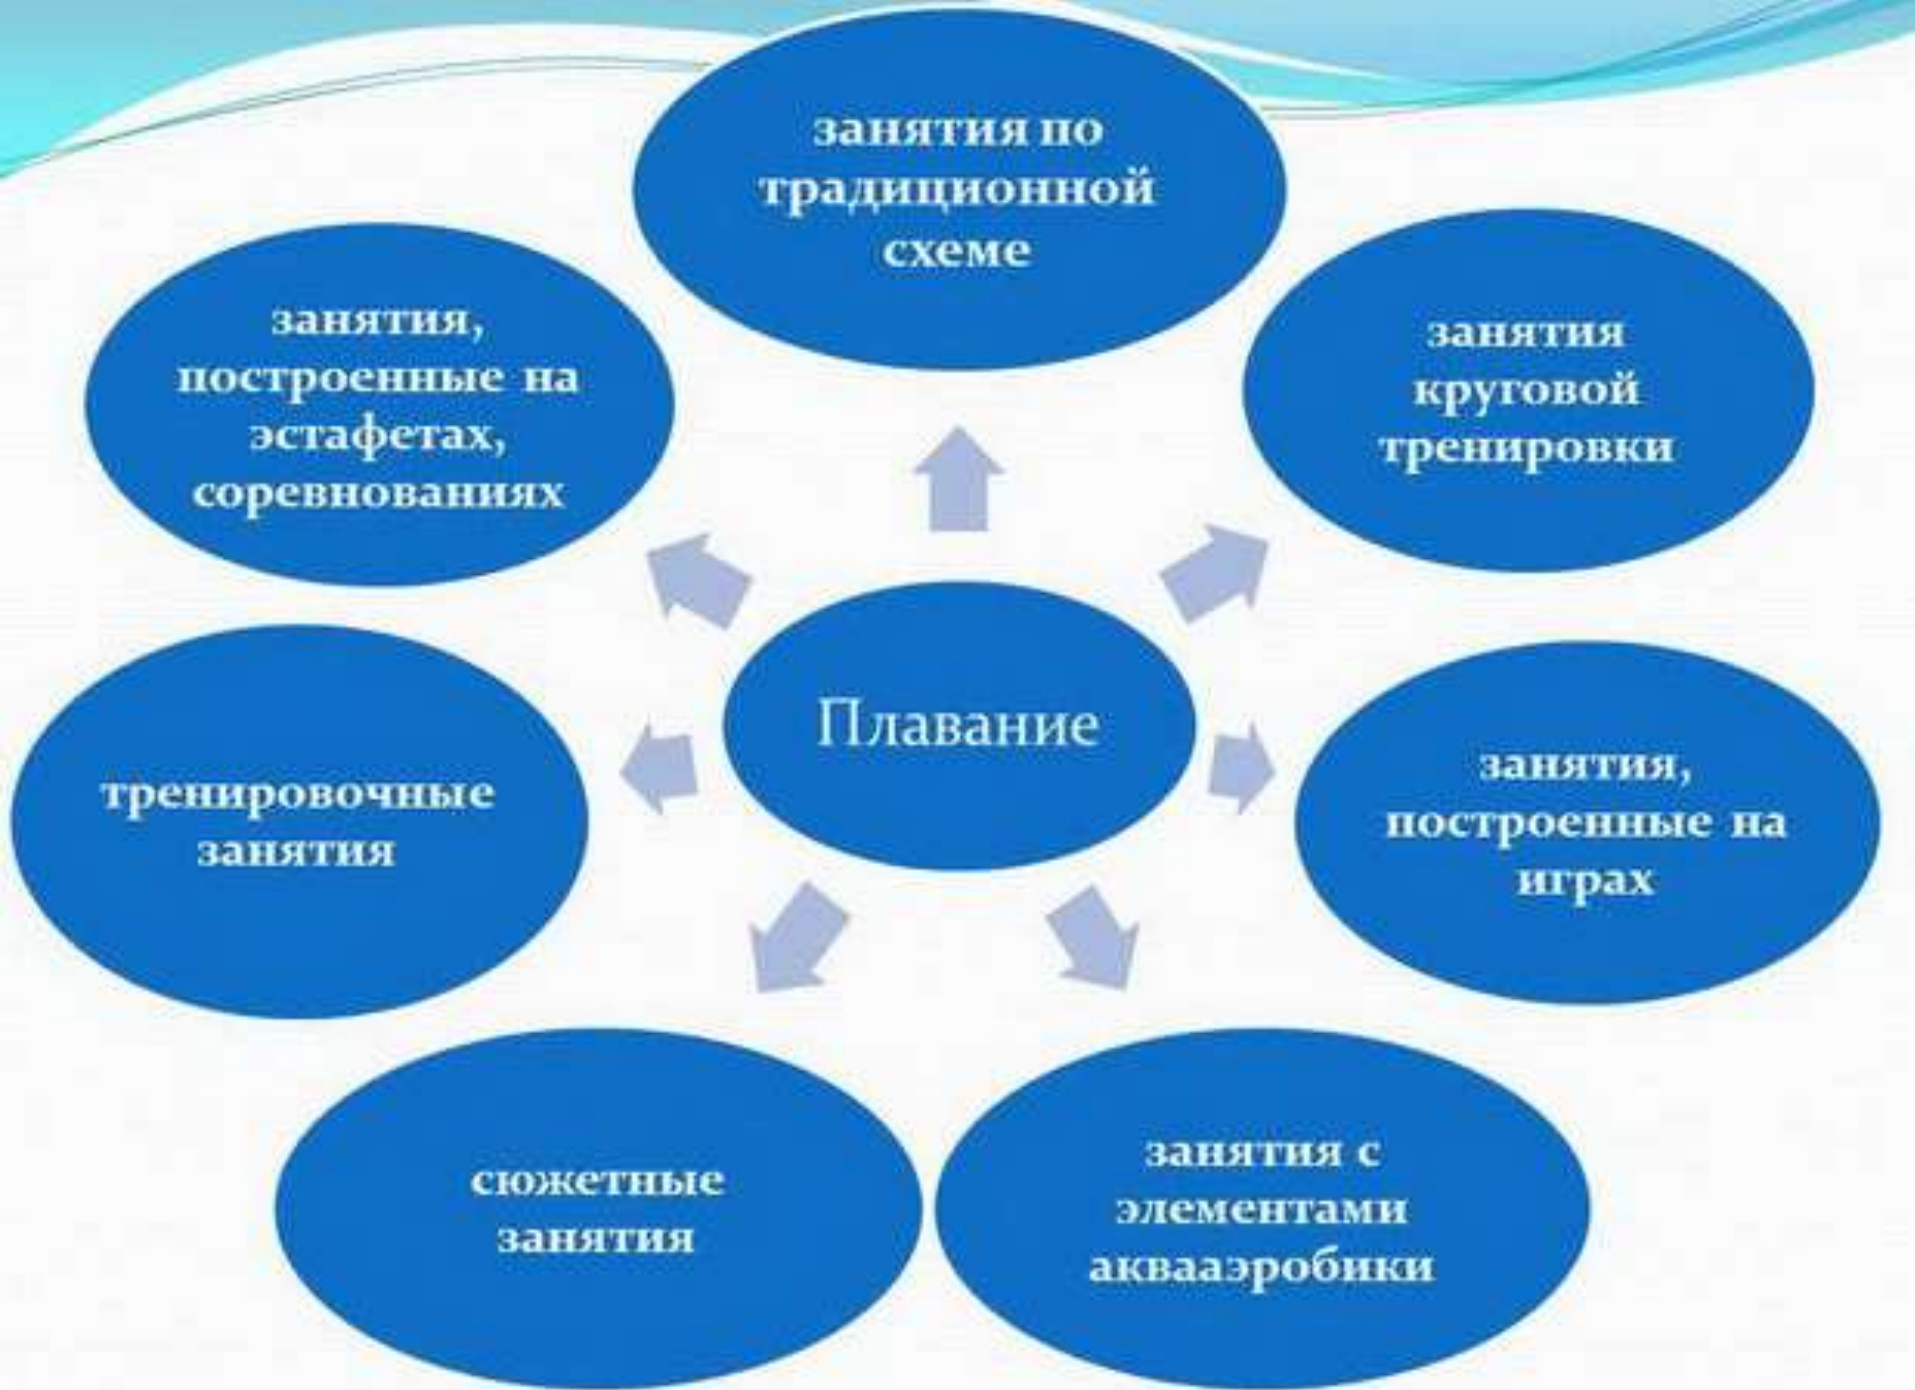 занятия по
традиционной
схеме
занятия
круговой
тренировки
занятия,
построенные на
играх
занятия с
элементами
аквааэробики
сюжетные
занятия
тренировочные
занятия
занятия,
построенные на
эстафетах,
соревнованиях
Плавание